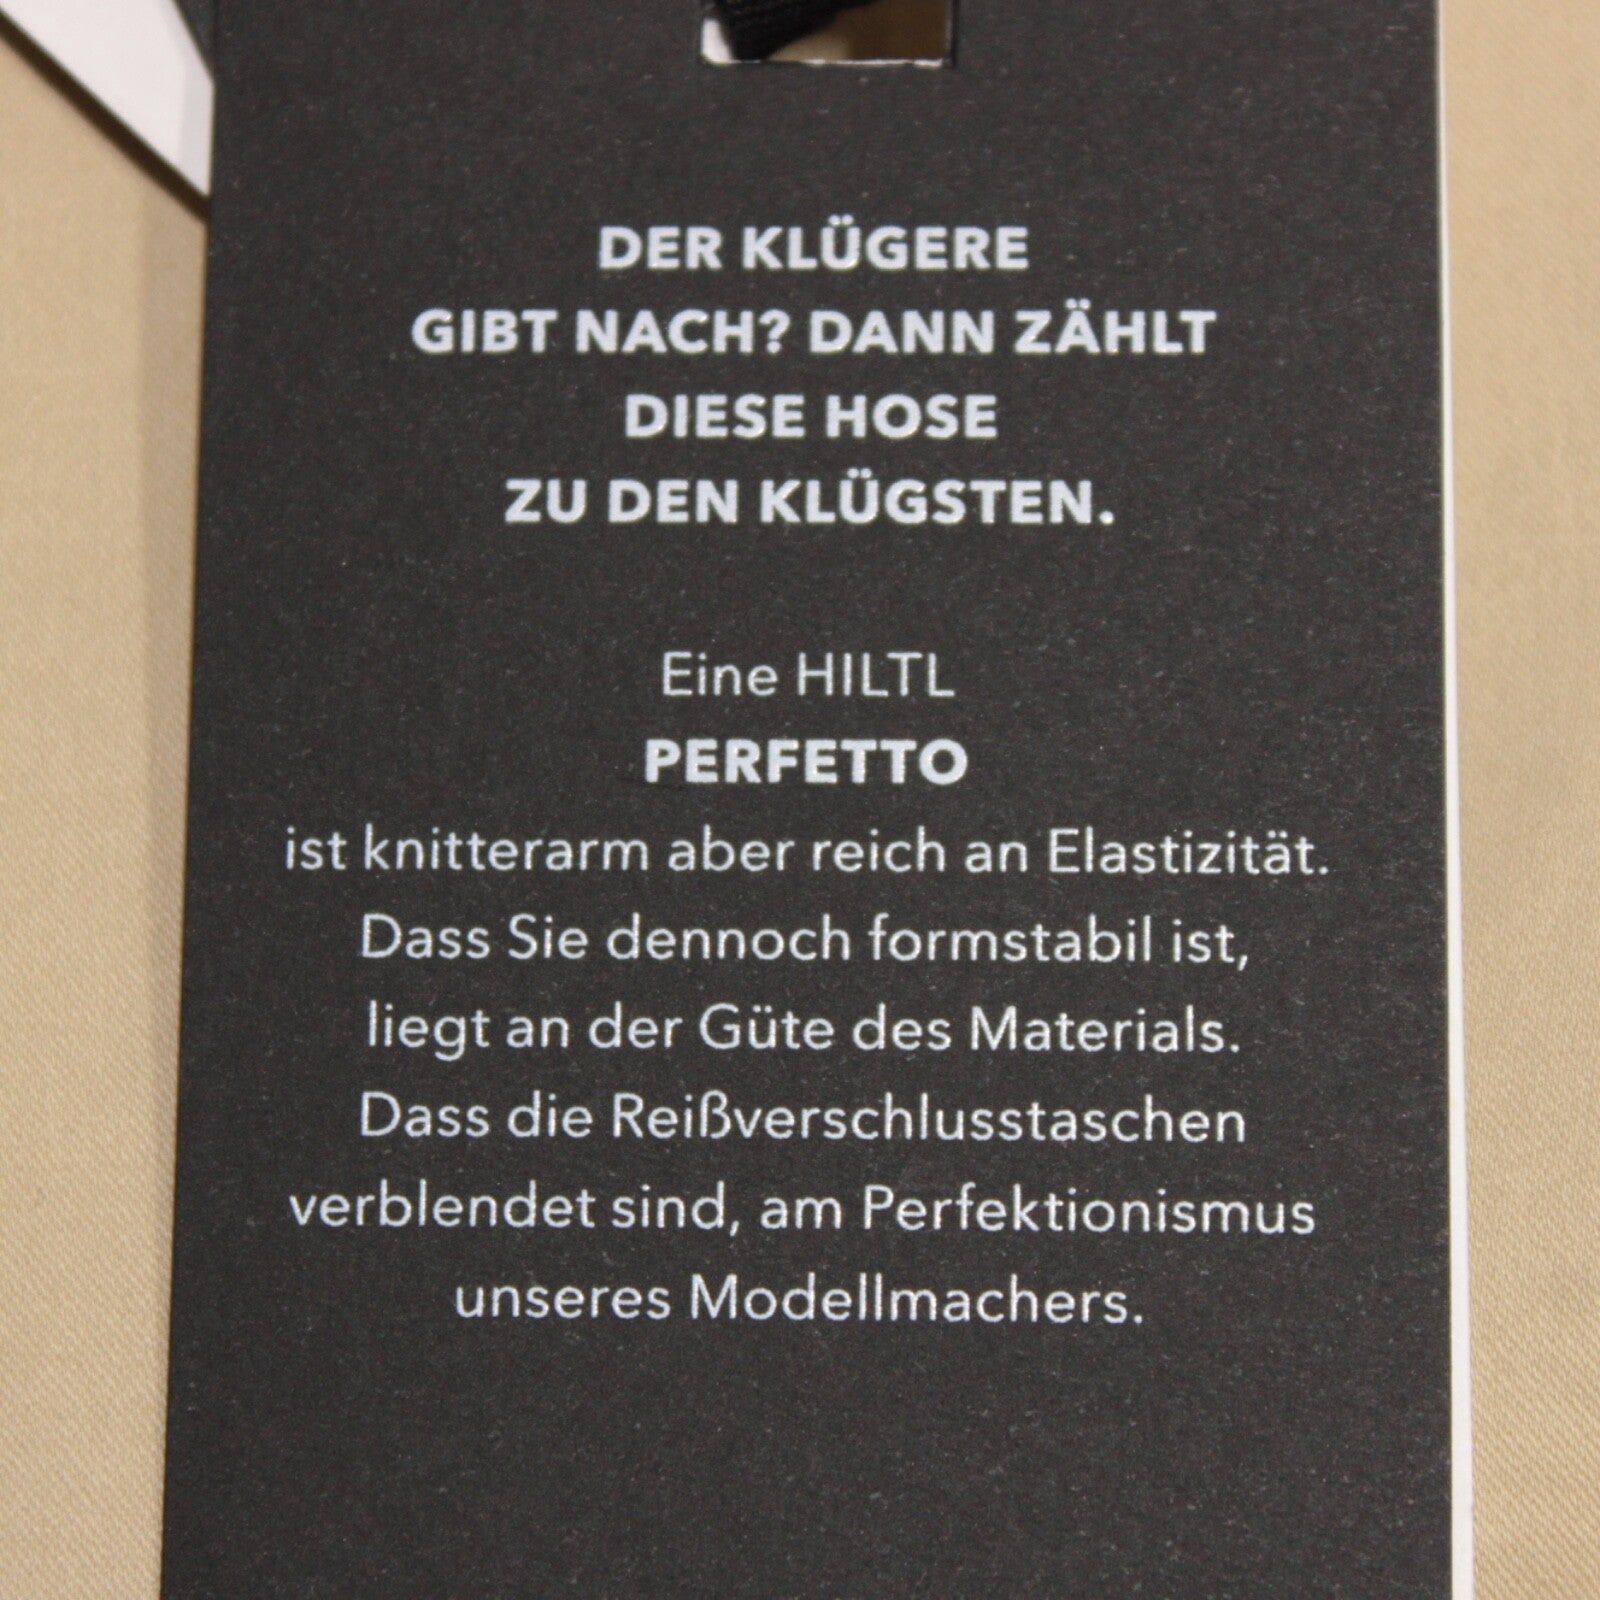 DER KLÜGERE
GIBT NACH? DANN ZÄHLT
DIESE HOSE
ZU DEN KLÜGSTEN.
Eine HILTL
PERFETTO
ist knitterarm aber reich an Elastizität.
Dass Sie dennoch formstabil ist,
liegt an der Güte des Materials.
Dass die Reißverschlusstaschen
verblendet sind, am Perfektionismus
unseres Modellmachers.